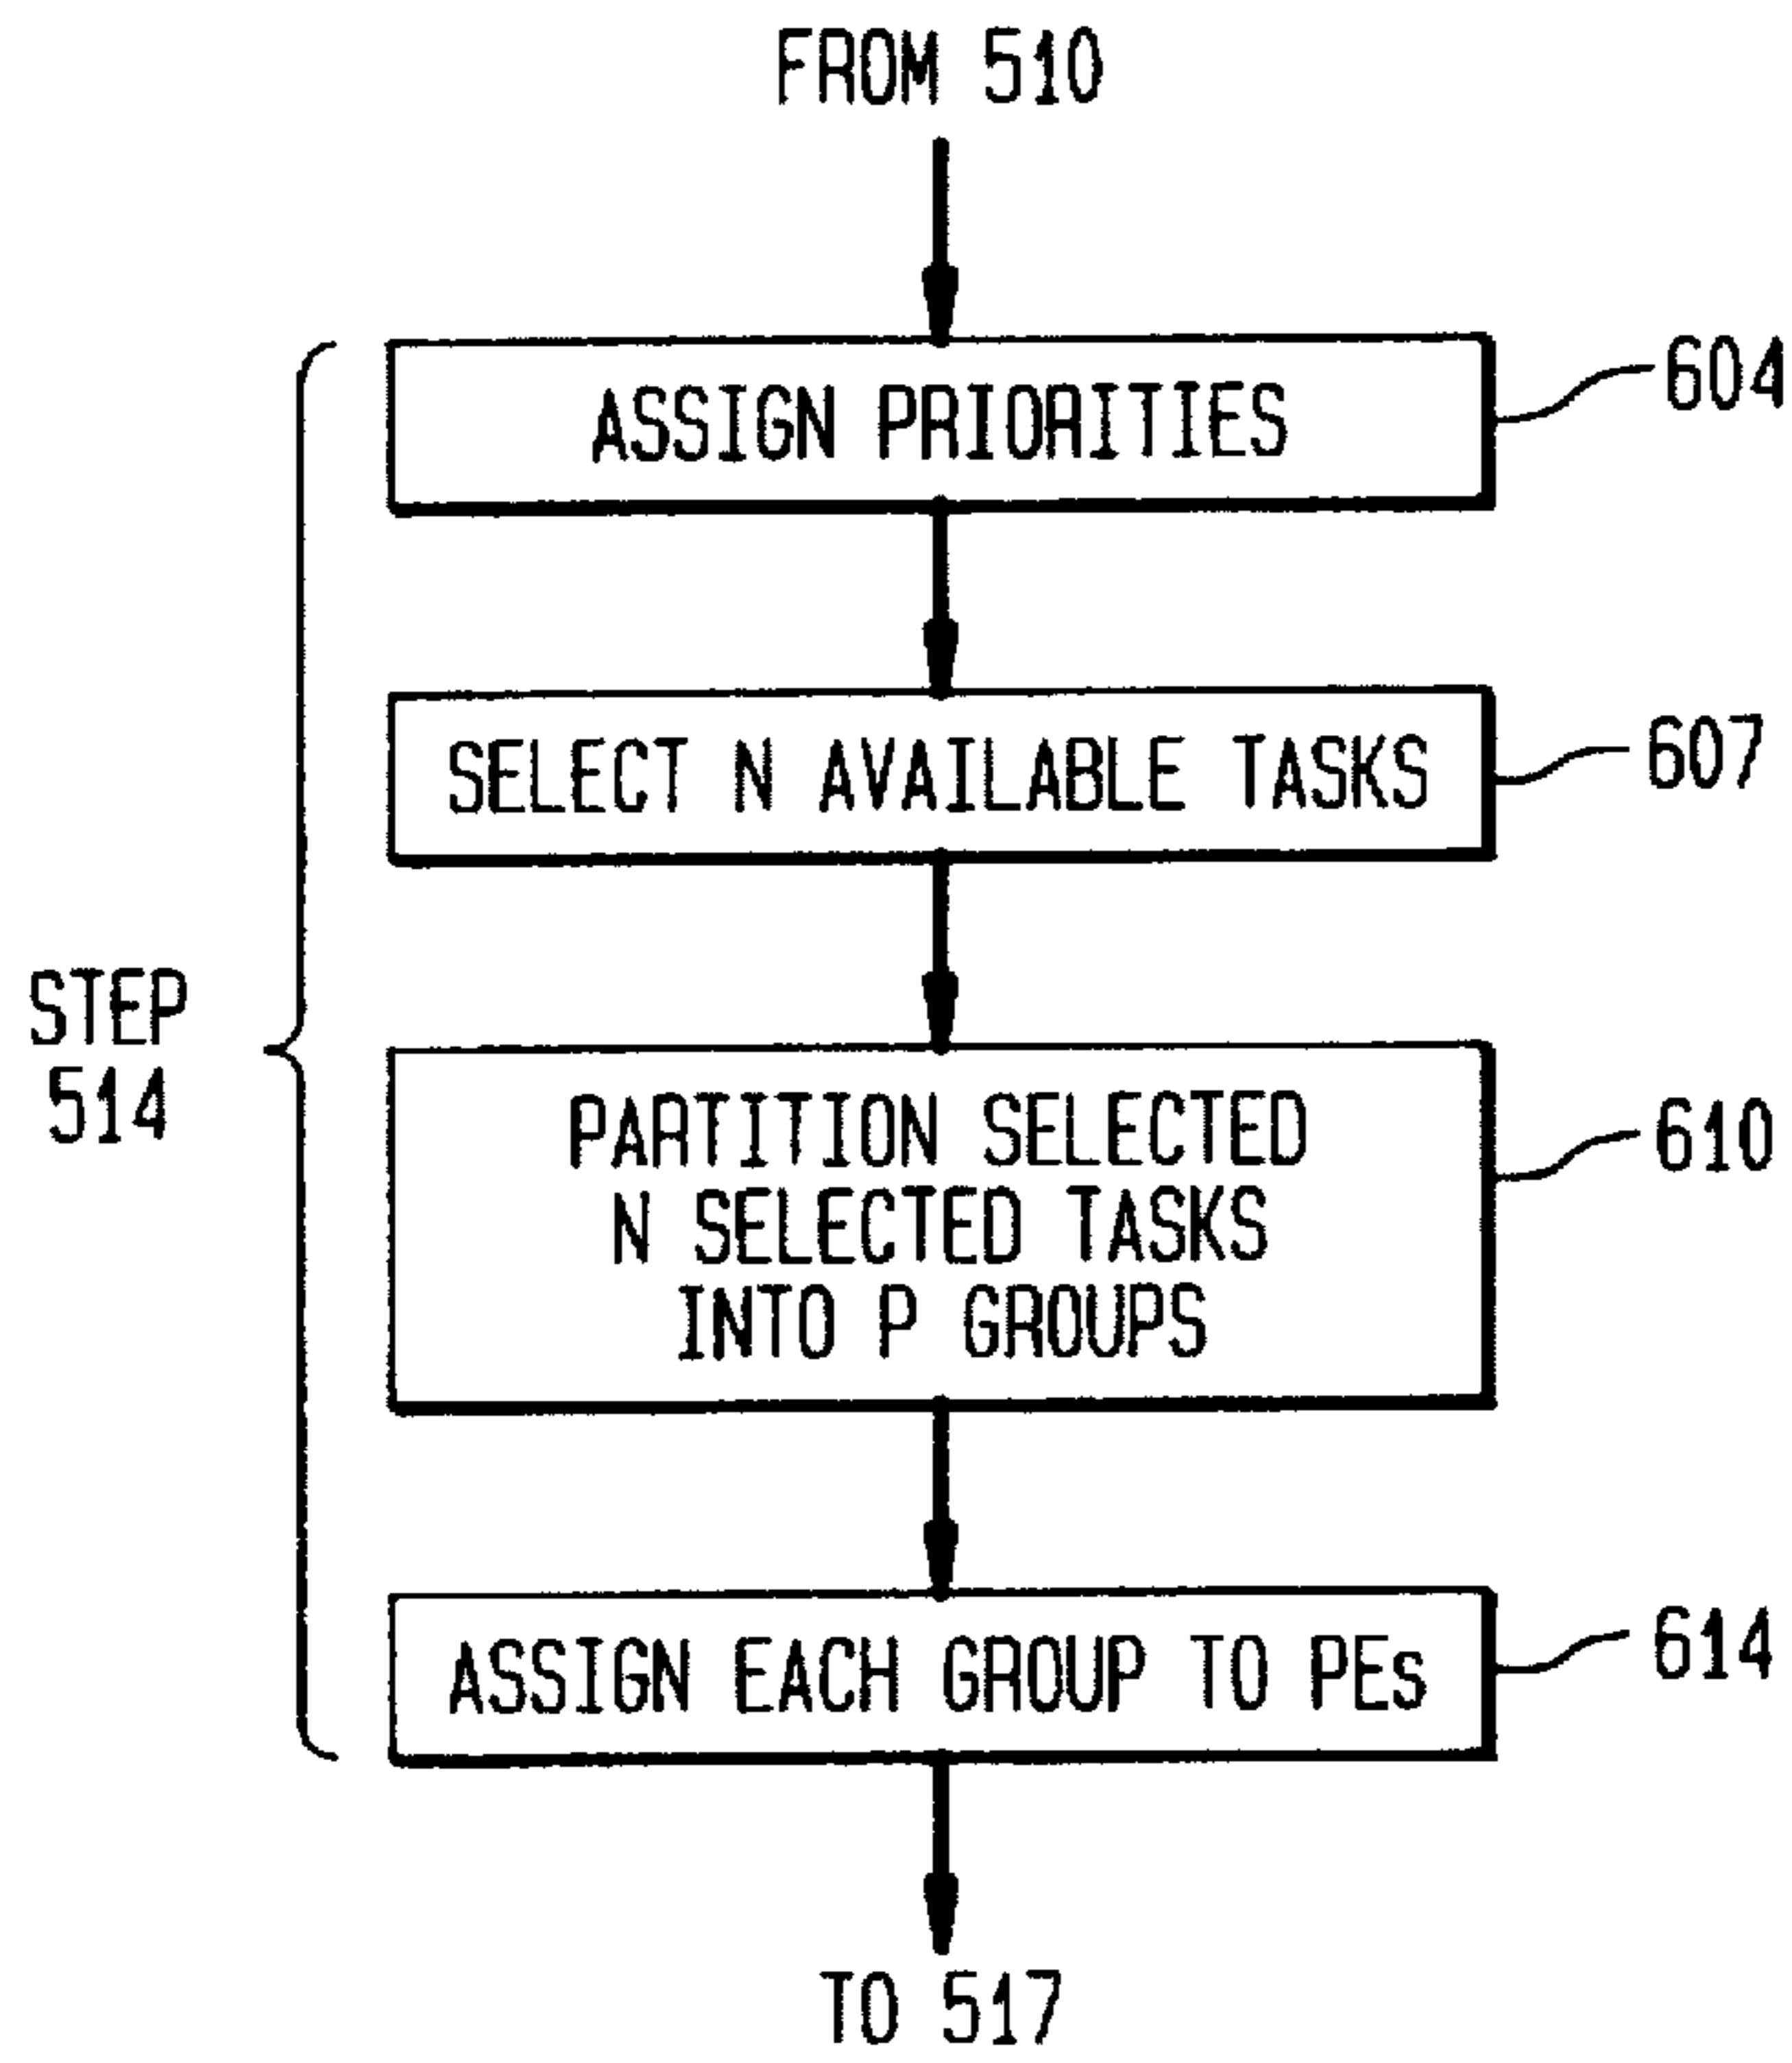 FROM 510
ASSIGN PRIORITIES
604
SELECT N AVAILABLE TASKS
607
STEP
514
PARTITION SELECTED
N SELECTED TASKS
INTO P GROUPS
610
ASSIGN EACH GROUP TO PEs
614
TO 517